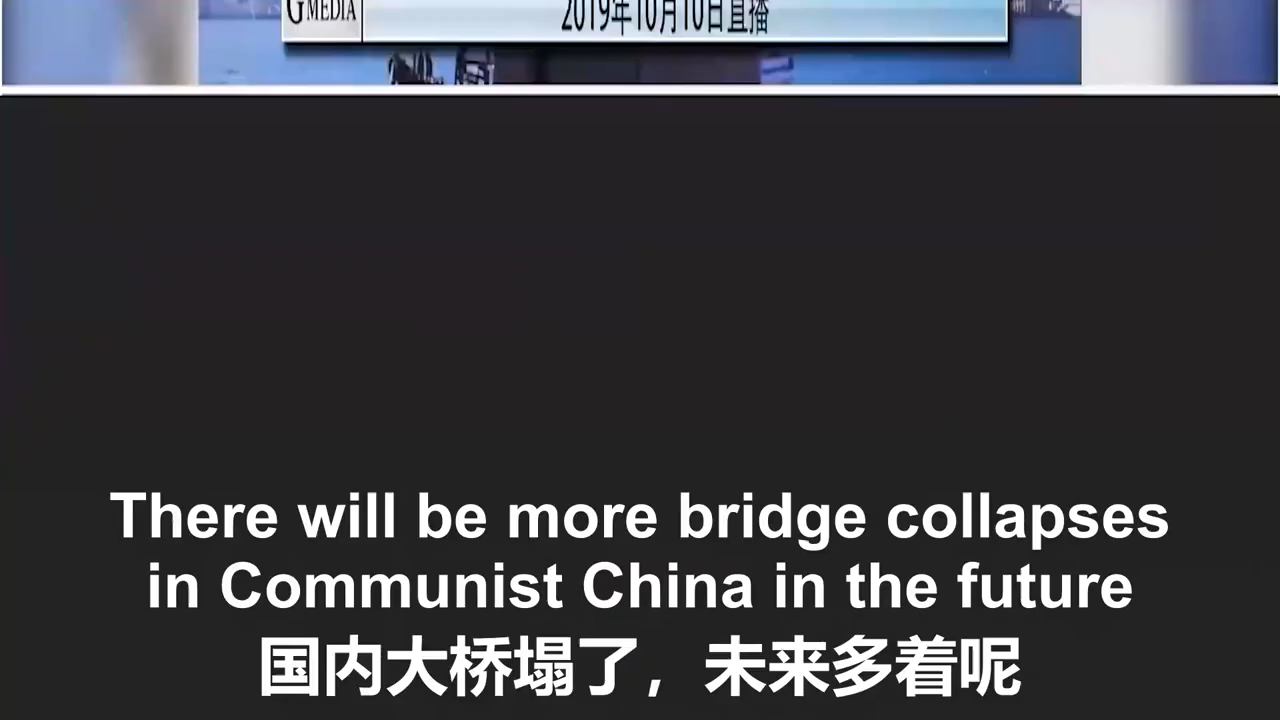 GMEDIA
2019年10月10日直播
There will be more bridge collapses
in Communist China in the future
国内大桥塌了，未来多着呢